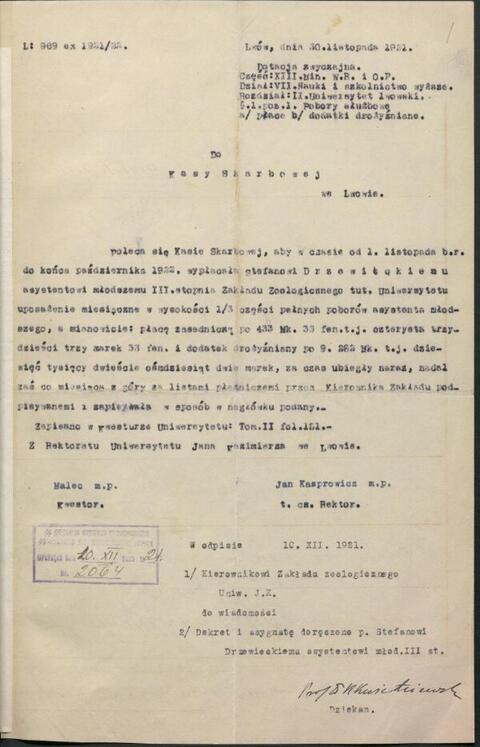 1
L: 969 ex 1921/22.
Lwów, dnia 30.listopada 1921.
Dotacja zwyczajna.
Część:XIII.Min. W.R. i O.P.
Dział:VII.Nauki i szkolnictwo wyższe.
Rozdział:II.Uniwersytet lwowski.
§.1.poz.1. Pobory służbowe
a/ płace b/ dodatki drożyźniane.
Do
Kasy Skarbowej
we Lwowie.
poleca się Kasie Skarbowej, aby w czasie od 1. listopada b.r.
do końca października 1922. wypłacała Stefanowi Drzewi kiemu
asystentowi młodszemu III.stopnia Zakładu Zoologicznego tut. Uniwersytetu
uposażenie miesięczne w wysokości 1/3 części pełnych poborów asystenta młod-
szego, a mianowicie: płacę zasadniczą po 433 Mk. 33 fen.t.j. czterysta trzy-
dzieści trzy marek 33 fen. i dodatek drożyźniany po 9. 282 Mk. t.j. dzie-
więć tysięcy dwieście ośmdziesiąt dwie marek, za czas ubiegły naraz, nadal
zaś co miesiąca z góry za listami płatniczemi przez Kierownika Zakładu pod-
pisywanemi i zapisywała w sposób w nagłówku podany.-
Zapisano w kwesturze Uniwersytetu: Tom.II fol.151.-
Z Rektoratu Uniwersytetu Jana Kazimierza we Lwowie.
Malec m.p.
Kwestor.
Jan Kasprowicz m.p.
t. cz. Rektor.
20. XII 1921.
2064
W odpisie 10. XII. 1921.
1/ Kierownikowi Zakładu zoologicznego
Uniw. J.K.
do wiadomości
2/ Dekret i asygnatę doręczono p. Stefanowi
Drzewieckiemu asystentowi młod.III st.
Prof
Dziekan.